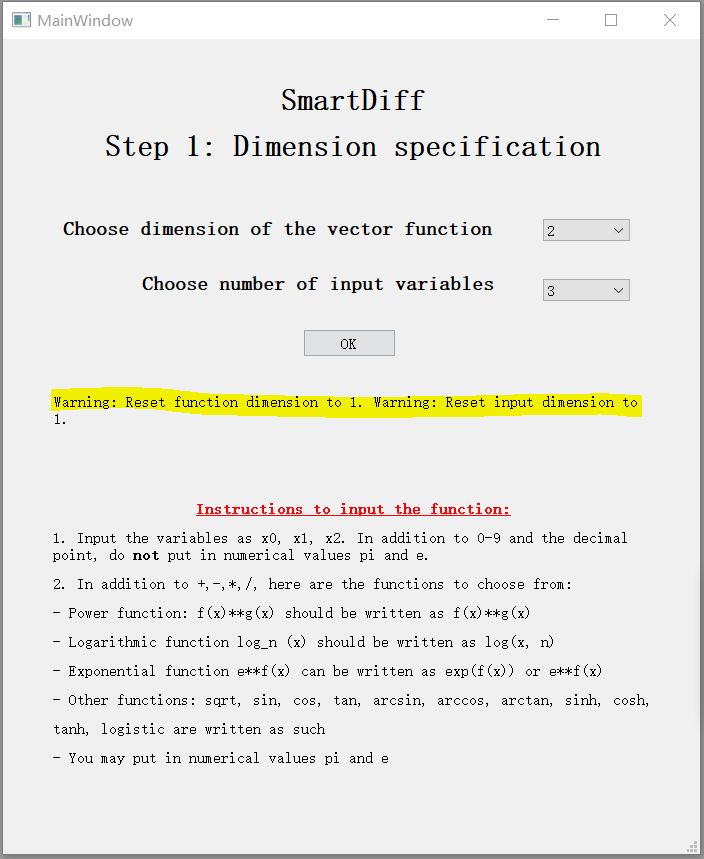 MainWindow
SmartDiff
Step 1: Dimension specification
Choose dimension of the vector function
2
Choose number of input variables
3
OK
Warning: Reset function dimension to 1. Warning: Reset input dimension to
1.
Instructions to input the function:
1. Input the variables as x0, x1, x2. In addition to 0-9 and the decimal
point, do not put in numerical values pi and e.
2. In addition to +,-,*,/, here are the functions to choose from:
- Power function: f(x)**g(x) should be written as f(x)**g(x)
- Logarithmic function log_n (x) should be written as log(x, n)
- Exponential function e**f(x) can be written as exp(f(x)) or e**f(x)
- Other functions: sqrt, sin, cos, tan, arcsin, arccos, arctan, sinh, cosh,
tanh, logistic are written as such
- You may put in numerical values pi and e